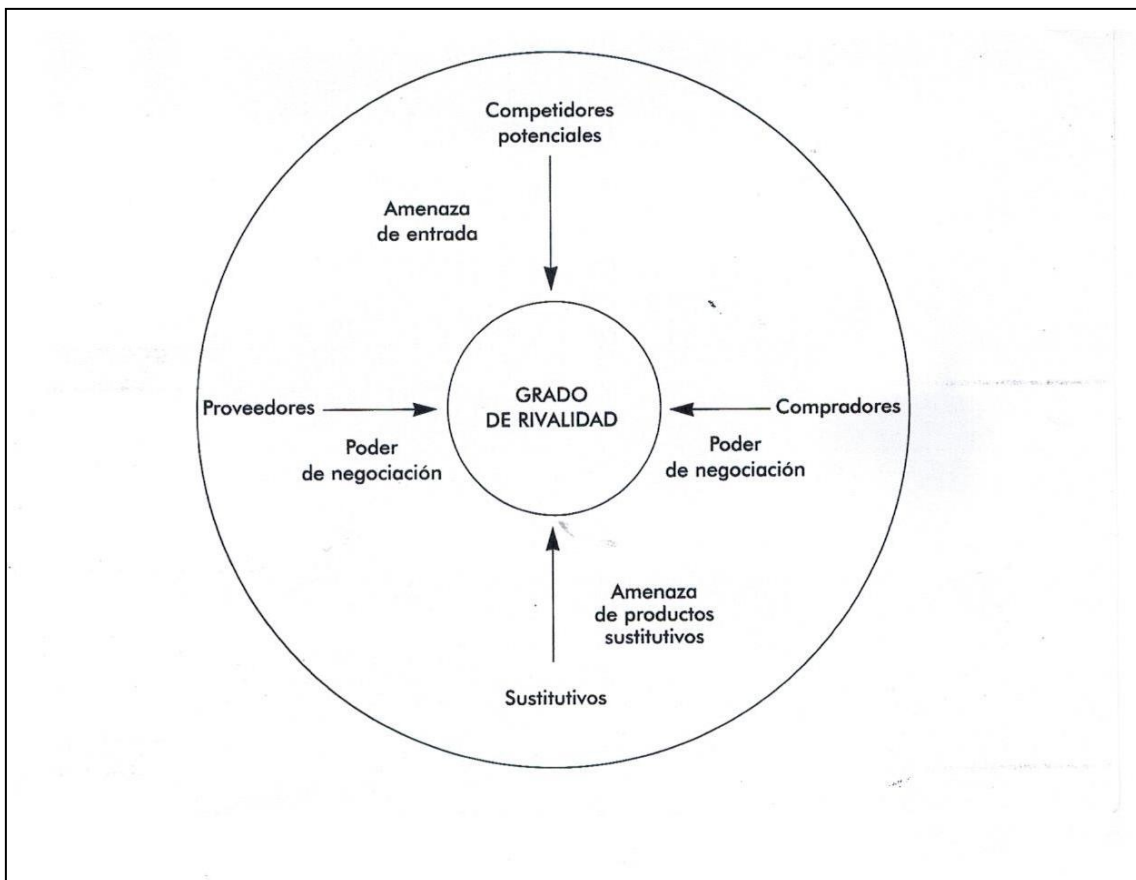 Competidores
potenciales
Amenaza
de entrada
GRADO
DE RIVALIDAD
Proveedores
Compradores
Poder
de negociación
Poder
de negociación
Amenaza
de productos
sustitutivos
Sustitutivos